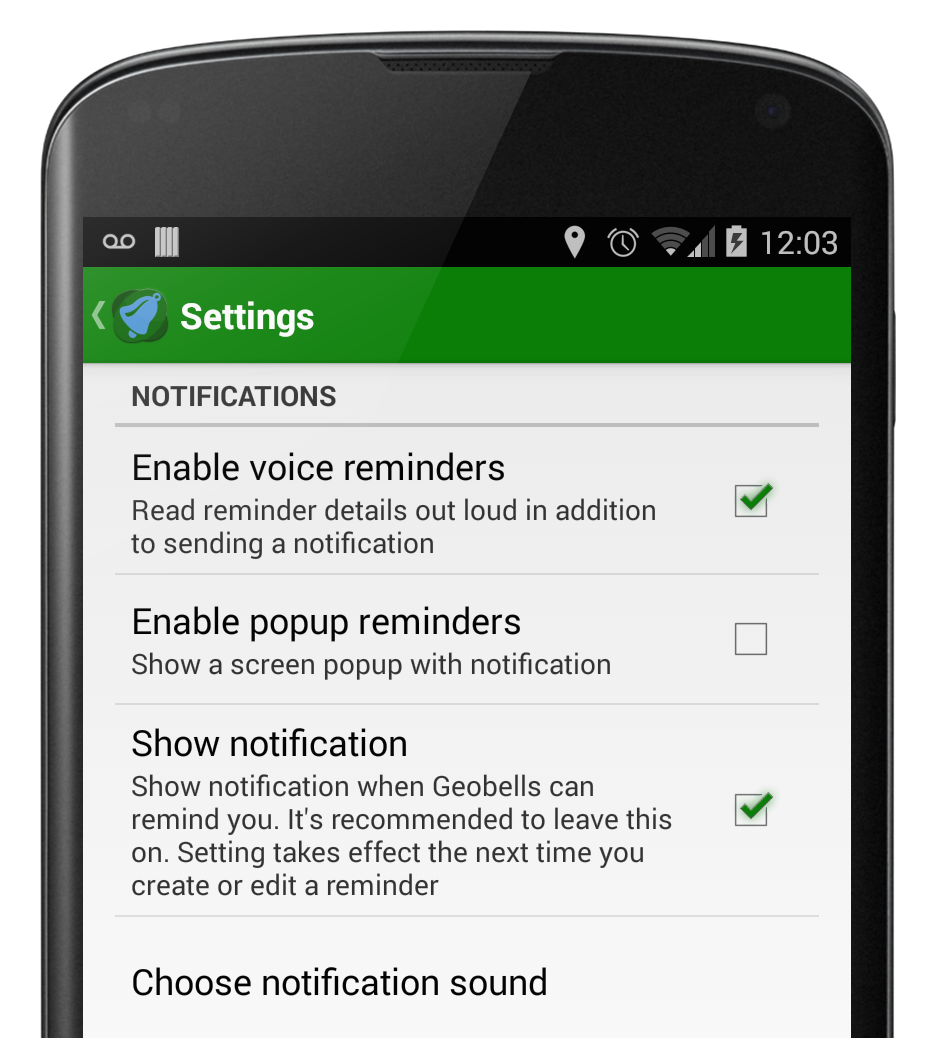 12:03
Settings
NOTIFICATIONS
Enable voice reminders
Read reminder details out loud in addition
to sending a notification
Enable popup reminders
Show a screen popup with notification
Show notification
Show notification when Geobells can
remind you. It's recommended to leave this
on. Setting takes effect the next time you
create or edit a reminder
Choose notification sound